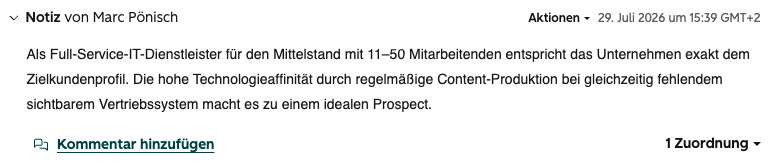 Notiz von Marc Pönisch
Aktionen 29. Juli 2026 um 15:39 GMT+2
Als Full-Service-IT-Dienstleister für den Mittelstand mit 11–50 Mitarbeitenden entspricht das Unternehmen exakt dem
Zielkundenprofil. Die hohe Technologieaffinität durch regelmäßige Content-Produktion bei gleichzeitig fehlendem
sichtbarem Vertriebssystem macht es zu einem idealen Prospect.
Kommentar hinzufügen
1 Zuordnung